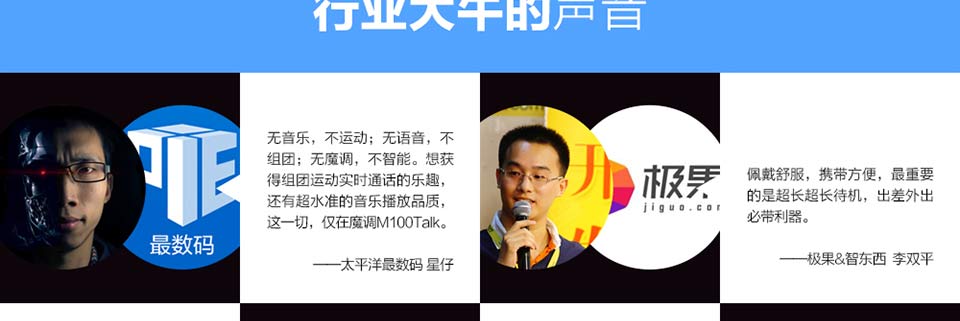 行业大牛的声音
无音乐，不运动；无语音，不
组团；无魔调，不智能。想获
得组团运动实时通话的乐趣，
还有超水准的音乐播放品质，
这一切，仅在魔调M100Talk。
——太平洋最数码 星仔
最数码
极果
jiguo.com
佩戴舒服，携带方便，最重要
的是超长超长待机，出差外出
必带利器。
——极果&智东西 李双平